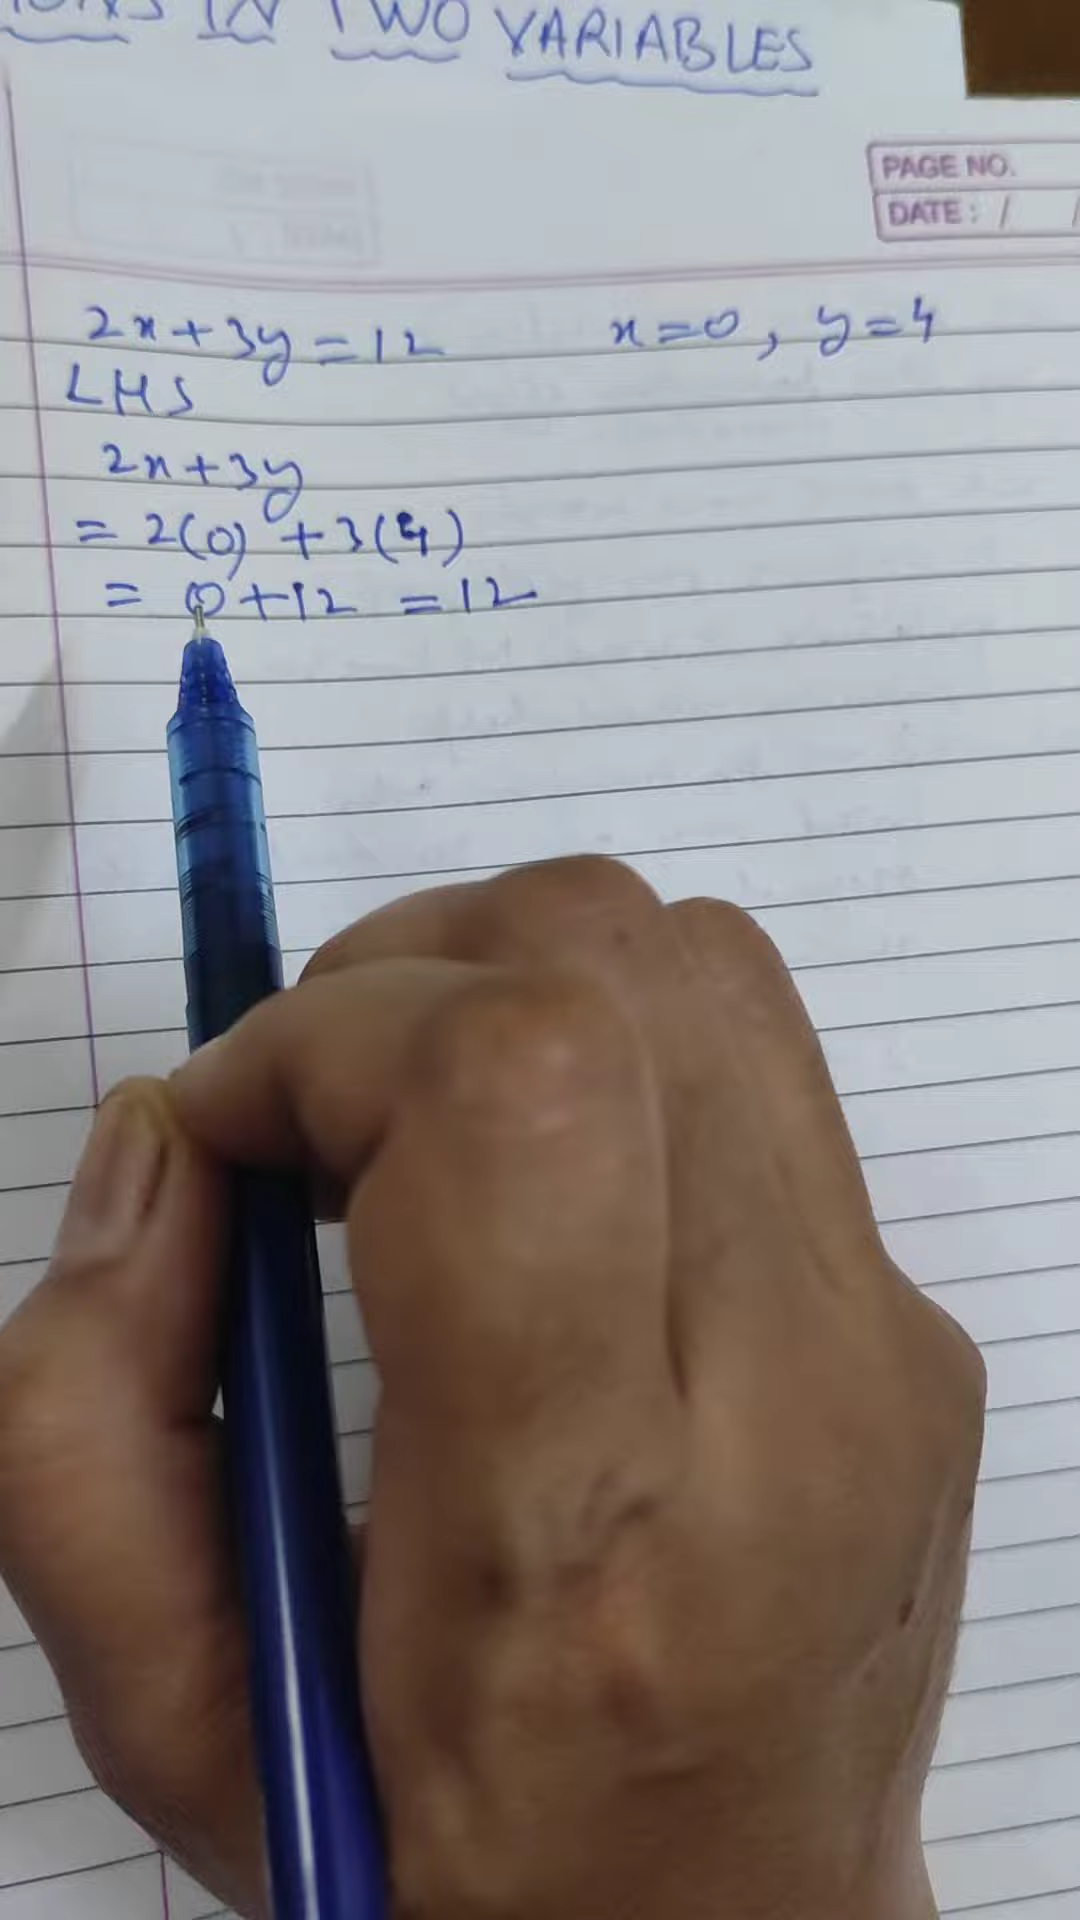 IN TWO VARIABLES
PAGE NO.
DATE: / /
2x+3y=12 x=0, y=4
LHS
2x+3y
= 2(0) +3(4)
= 0+12 =12